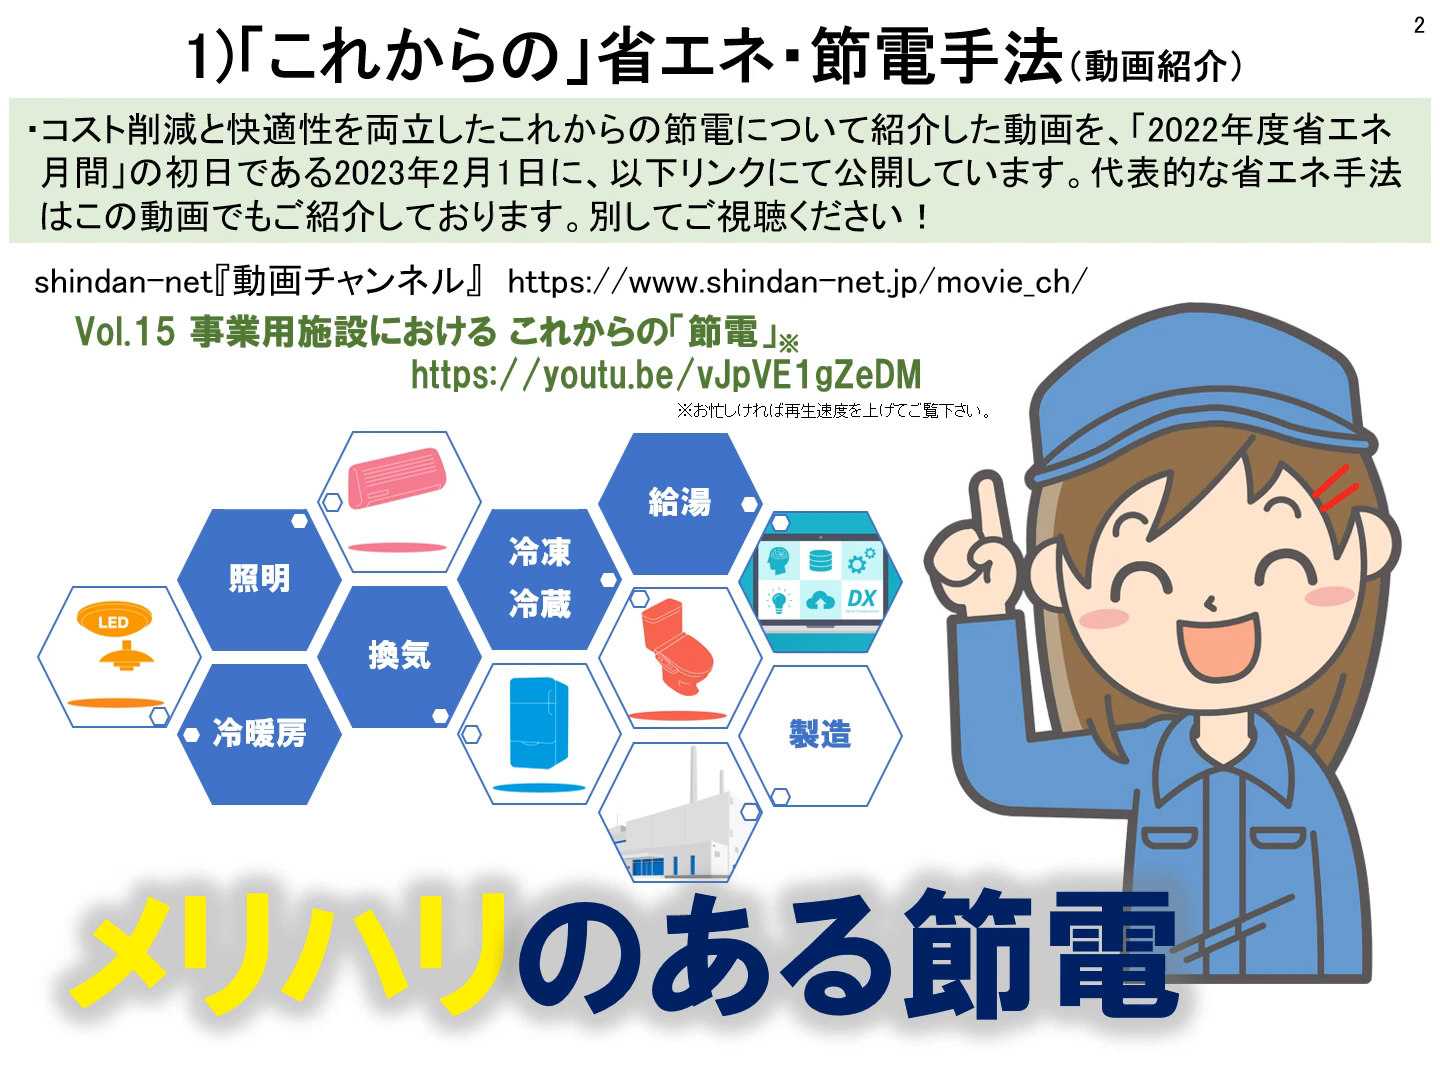 2
1)「これからの」省エネ・節電手法(動画紹介)
・コスト削減と快適性を両立したこれからの節電について紹介した動画を、「2022年度省エネ
月間」の初日である2023年2月1日に、以下リンクにて公開しています。代表的な省エネ手法
はこの動画でもご紹介しております。別してご視聴ください！
shindan-net『動画チャンネル』 https://www.shindan-net.jp/movie_ch/
Vol.15 事業用施設における これからの「節電」※
https://youtu.be/vJpVE1gZeDM
※お忙しければ再生速度を上げてご覧下さい。
給湯
冷凍
冷蔵
照明
DX
LED
換気
冷暖房
製造
メリハリのある節電